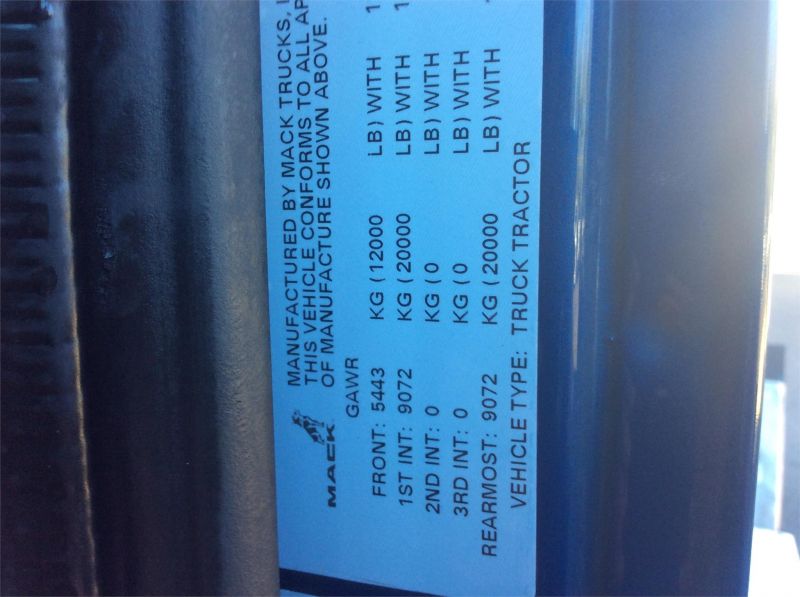 MACK
MANUFACTURED BY MACK TRUCKS,
THIS VEHICLE CONFORMS TO ALL
OF MANUFACTURE SHOWN ABOVE.
GAWR
FRONT: 5443 KG (12000 LB) WITH 1
1ST INT: 9072 KG (20000 LB) WITH 1
2ND INT: 0 KG (0 LB) WITH
3RD INT: 0 KG (0 LB) WITH
REARMOST: 9072 KG (20000 LB) WITH
VEHICLE TYPE: TRUCK TRACTOR